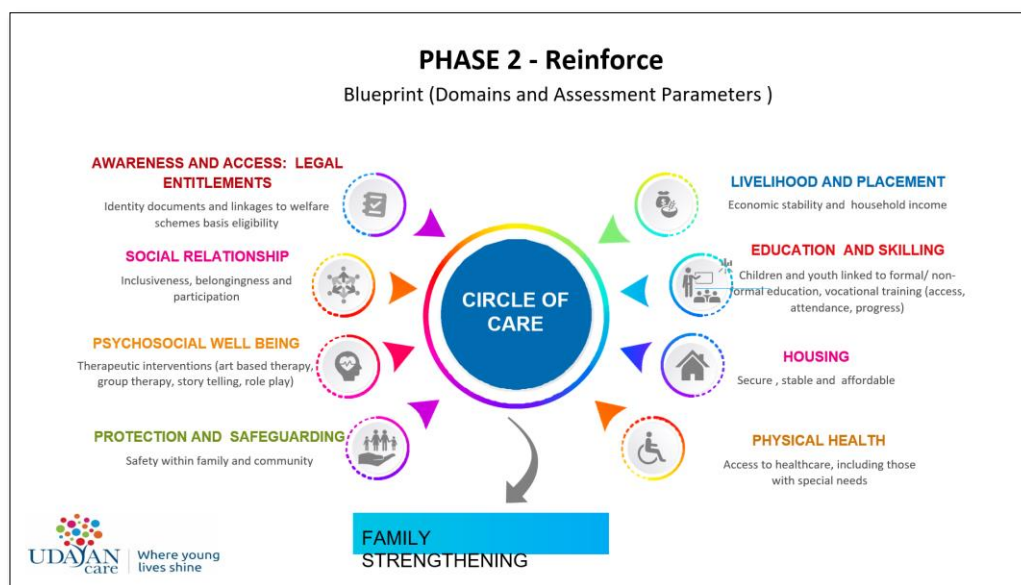 PHASE 2 - Reinforce
Blueprint (Domains and Assessment Parameters )
AWARENESS AND ACCESS: LEGAL
ENTITLEMENTS
Identity documents and linkages to welfare
schemes basis eligibility
SOCIAL RELATIONSHIP
Inclusiveness, belongingness and
participation
PSYCHOSOCIAL WELL BEING
Therapeutic interventions (art based therapy,
group therapy, story telling, role play)
PROTECTION AND SAFEGUARDING
Safety within family and community
CIRCLE OF
CARE
LIVELIHOOD AND PLACEMENT
Economic stability and household income
EDUCATION AND SKILLING
Children and youth linked to formal/ non-
formal education, vocational training (access,
attendance, progress)
HOUSING
Secure , stable and affordable
PHYSICAL HEALTH
Access to healthcare, including those
with special needs
FAMILY
STRENGTHENING
UDAYAN
care
Where young
lives shine